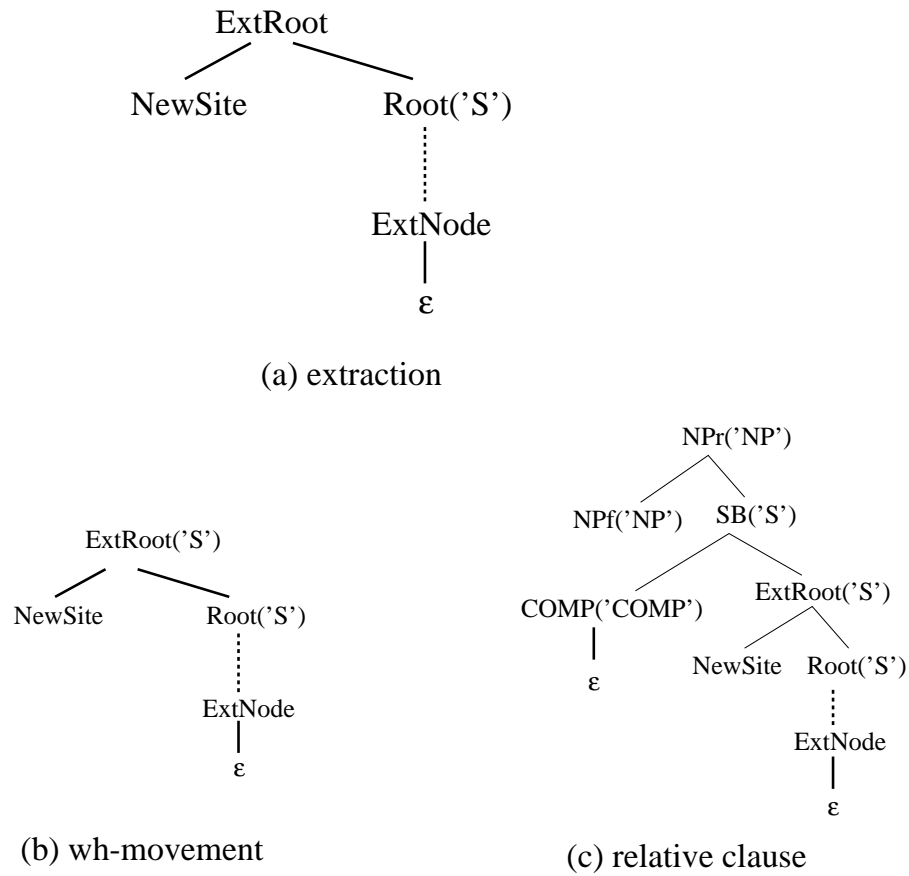 ExtRoot
NewSite Root('S')
ExtNode
ε
(a) extraction
ExtRoot('S')
NewSite Root('S')
ExtNode
ε
(b) wh-movement
NPr('NP')
NPf('NP') SB('S')
COMP('COMP') ExtRoot('S')
ε NewSite Root('S')
ExtNode
ε
(c) relative clause